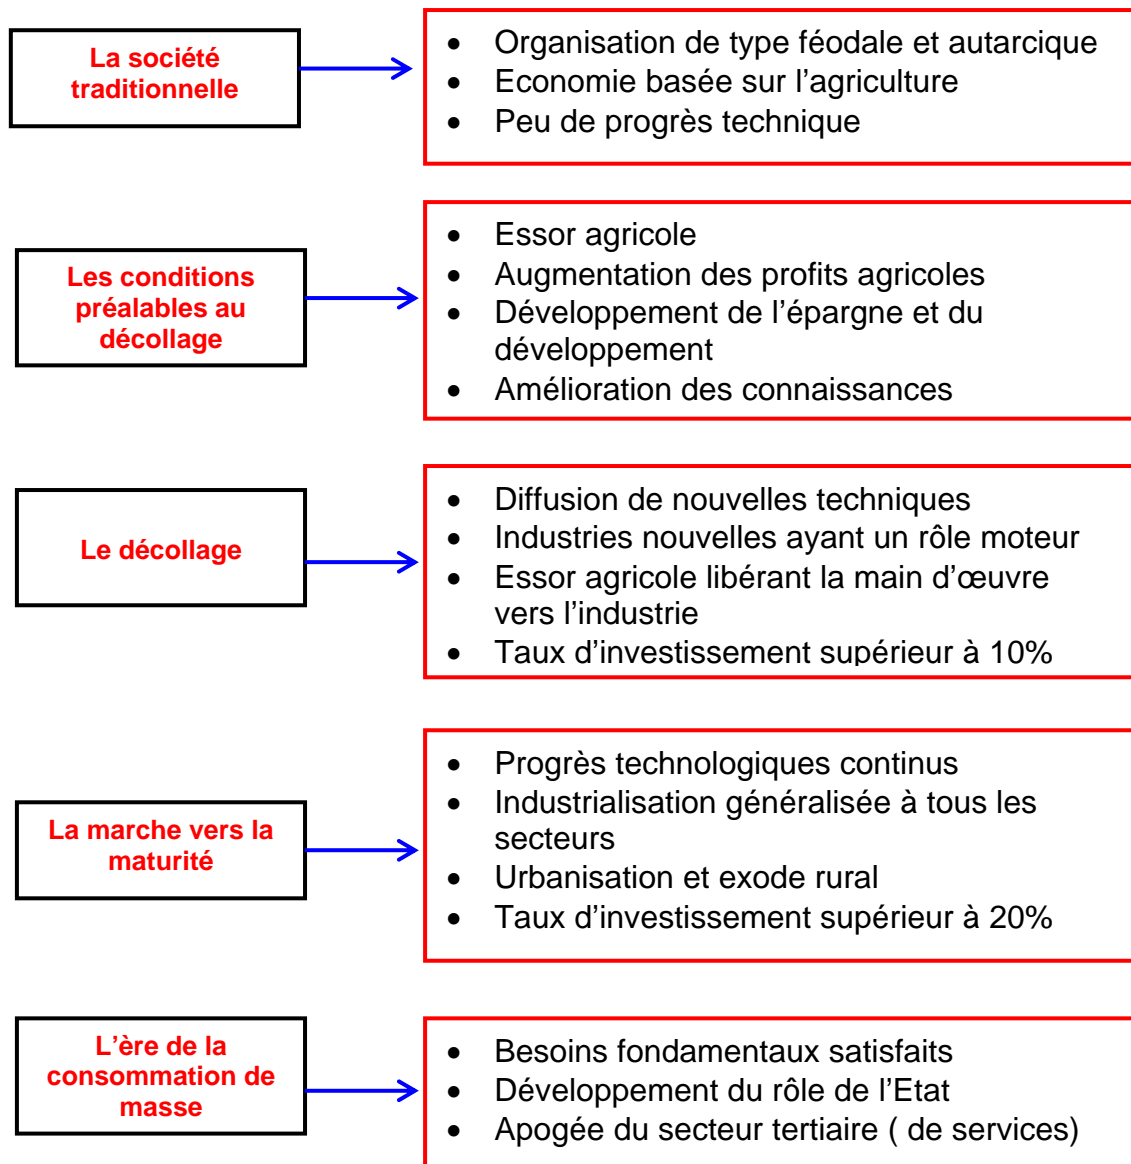 La société
traditionnelle
• Organisation de type féodale et autarcique
• Economie basée sur l’agriculture
• Peu de progrès technique
Les conditions
préalables au
décollage
• Essor agricole
• Augmentation des profits agricoles
• Développement de l’épargne et du
développement
• Amélioration des connaissances
Le décollage
• Diffusion de nouvelles techniques
• Industries nouvelles ayant un rôle moteur
• Essor agricole libérant la main d’œuvre
vers l’industrie
• Taux d’investissement supérieur à 10%
La marche vers la
maturité
• Progrès technologiques continus
• Industrialisation généralisée à tous les
secteurs
• Urbanisation et exode rural
• Taux d’investissement supérieur à 20%
L’ère de la
consommation de
masse
• Besoins fondamentaux satisfaits
• Développement du rôle de l’Etat
• Apogée du secteur tertiaire ( de services)